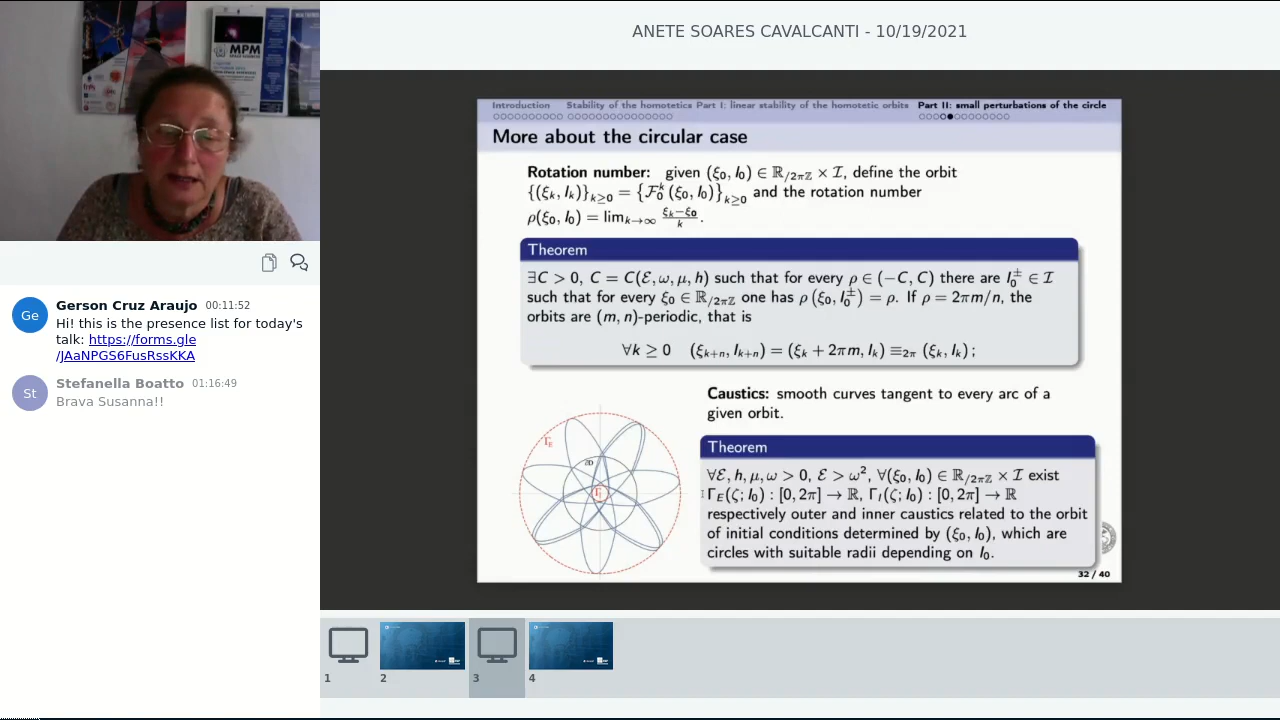 ANETE SOARES CAVALCANTI - 10/19/2021
MPM
Gerson Cruz Araujo 00:11:52
Ge
Hi! this is the presence list for today's
talk: https://forms.gle
/JAaNPGS6FusRssKKA
Stefanella Boatto 01:16:49
St
Brava Susanna!!
Introduction Stability of the homotetics Part I: linear stability of the homotetic orbits Part II: small perturbations of the circle
More about the circular case
Rotation number: given (ξ₀, I₀) ∈ ℝ/2πℤ × 𝓘, define the orbit
{(ξₖ, Iₖ)}ₖ≥₀ = {𝓕₀ᵏ (ξ₀, I₀)}ₖ≥₀ and the rotation number
ρ(ξ₀, I₀) = limₖ→∞ (ξₖ−ξ₀)/k.
Theorem
∃C > 0, C = C(𝓔, ω, μ, h) such that for every ρ ∈ (−C, C) there are I₀± ∈ 𝓘
such that for every ξ₀ ∈ ℝ/2πℤ one has ρ(ξ₀, I₀±) = ρ. If ρ = 2πm/n, the
orbits are (m, n)-periodic, that is
∀k ≥ 0 (ξₖ₊ₙ, Iₖ₊ₙ) = (ξₖ + 2πm, Iₖ) ≡₂π (ξₖ, Iₖ);
Caustics: smooth curves tangent to every arc of a
given orbit.
Γ_E
∂D
Γ_I
Theorem
∀𝓔, h, μ, ω > 0, 𝓔 > ω², ∀(ξ₀, I₀) ∈ ℝ/2πℤ × 𝓘 exist
Γ_E(ζ; I₀) : [0, 2π] → ℝ, Γ_I(ζ; I₀) : [0, 2π] → ℝ
respectively outer and inner caustics related to the orbit
of initial conditions determined by (ξ₀, I₀), which are
circles with suitable radii depending on I₀.
32 / 40
1
2
3
4